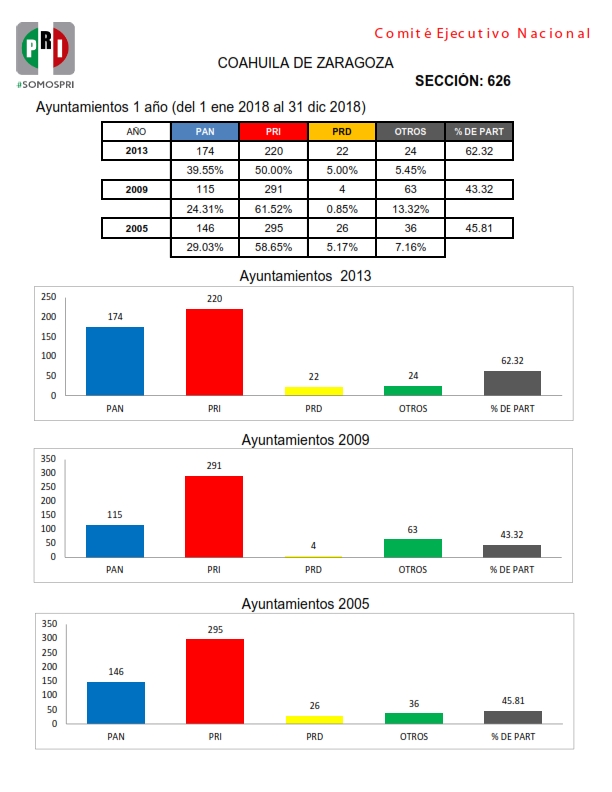 Comité Ejecutivo Nacional
PRI
#SOMOSPRI
COAHUILA DE ZARAGOZA
SECCIÓN: 626
Ayuntamientos 1 año (del 1 ene 2018 al 31 dic 2018)
AÑO PAN PRI PRD OTROS % DE PART
2013 174 220 22 24 62.32
39.55% 50.00% 5.00% 5.45%
2009 115 291 4 63 43.32
24.31% 61.52% 0.85% 13.32%
2005 146 295 26 36 45.81
29.03% 58.65% 5.17% 7.16%
Ayuntamientos 2013
250
200
150
100
50
0
174 220 22 24 62.32
PAN PRI PRD OTROS % DE PART
Ayuntamientos 2009
350
300
250
200
150
100
50
0
115 291 4 63 43.32
PAN PRI PRD OTROS % DE PART
Ayuntamientos 2005
350
300
250
200
150
100
50
0
146 295 26 36 45.81
PAN PRI PRD OTROS % DE PART